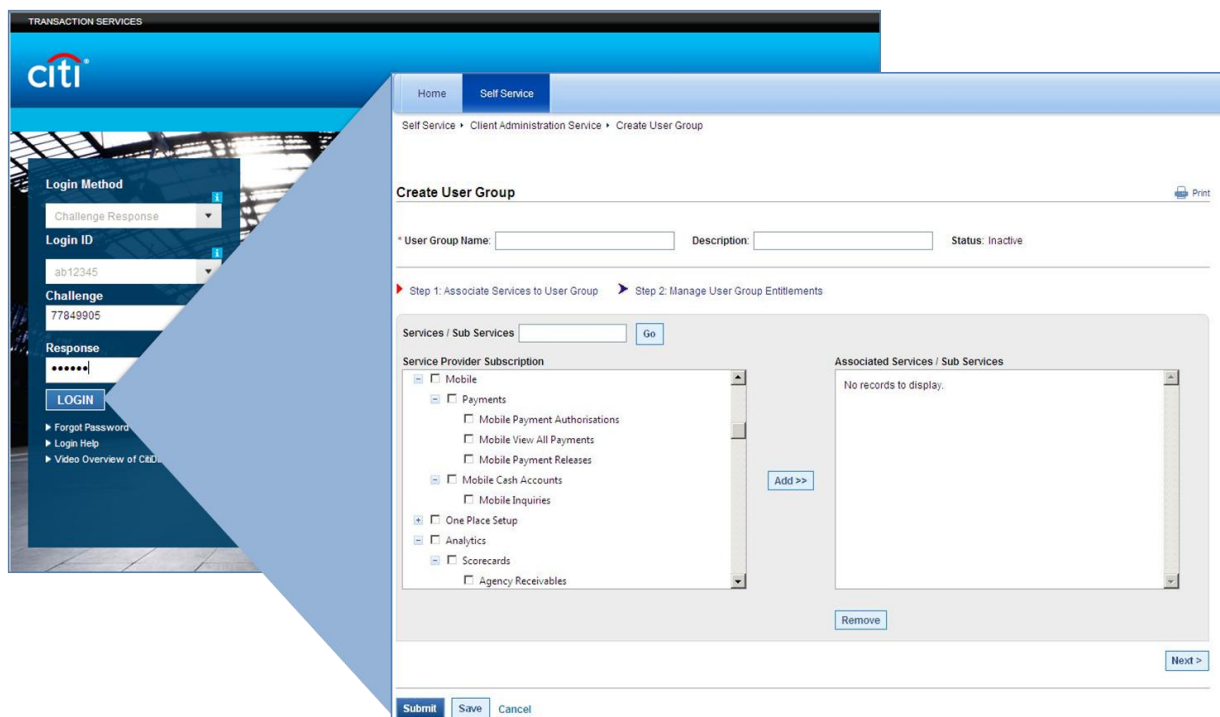 TRANSACTION SERVICES
citi
Login Method
Challenge Response
Login ID
ab12345
Challenge
77849905
Response
••••••
LOGIN
Forgot Password
Login Help
Video Overview of
Home Self Service
Self Service Client Administration Service Create User Group
Create User Group Print
* User Group Name: Description: Status: Inactive
Step 1: Associate Services to User Group Step 2: Manage User Group Entitlements
Services / Sub Services Go
Service Provider Subscription
Mobile
Payments
Mobile Payment Authorisations
Mobile View All Payments
Mobile Payment Releases
Mobile Cash Accounts
Mobile Inquiries
One Place Setup
Analytics
Scorecards
Agency Receivables
Add >>
Associated Services / Sub Services
No records to display.
Remove
Next >
Submit Save Cancel